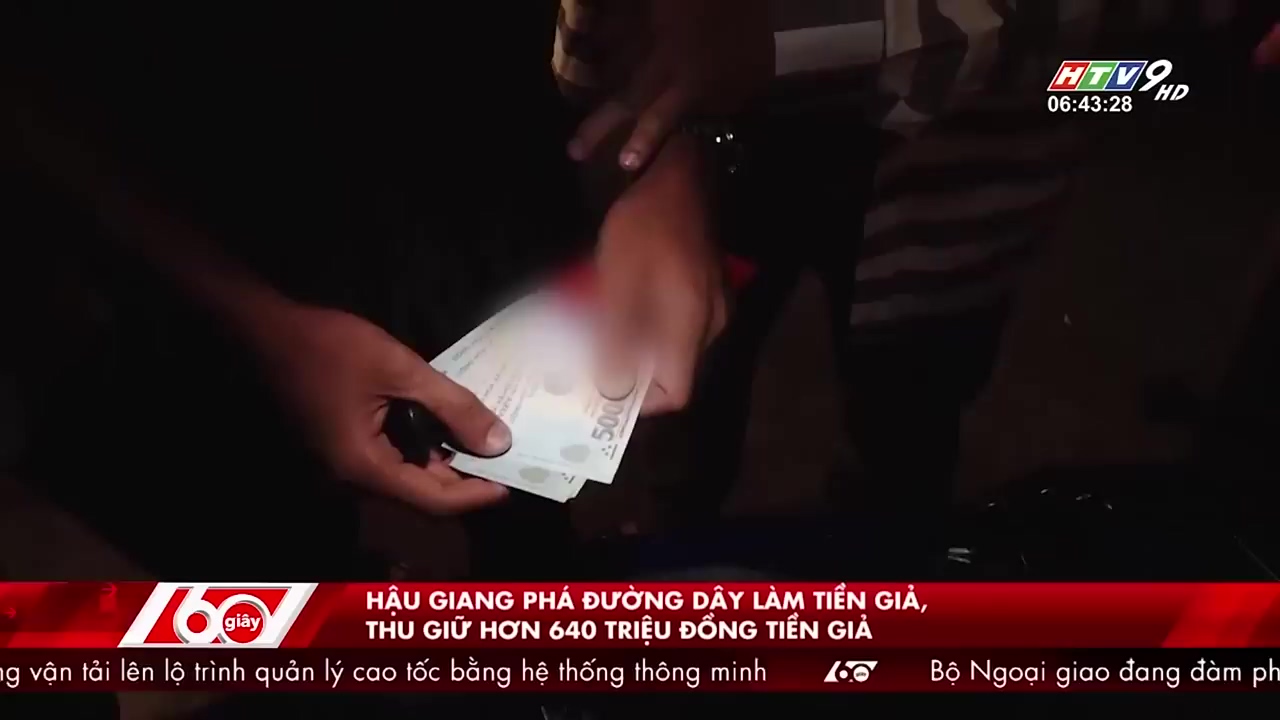 HTV9 HD
06:43:28
500
60 giây
HẬU GIANG PHÁ ĐƯỜNG DÂY LÀM TIỀN GIẢ,
THU GIỮ HƠN 640 TRIỆU ĐỒNG TIỀN GIẢ
ng vận tải lên lộ trình quản lý cao tốc bằng hệ thống thông minh 60 giây Bộ Ngoại giao đang đàm ph